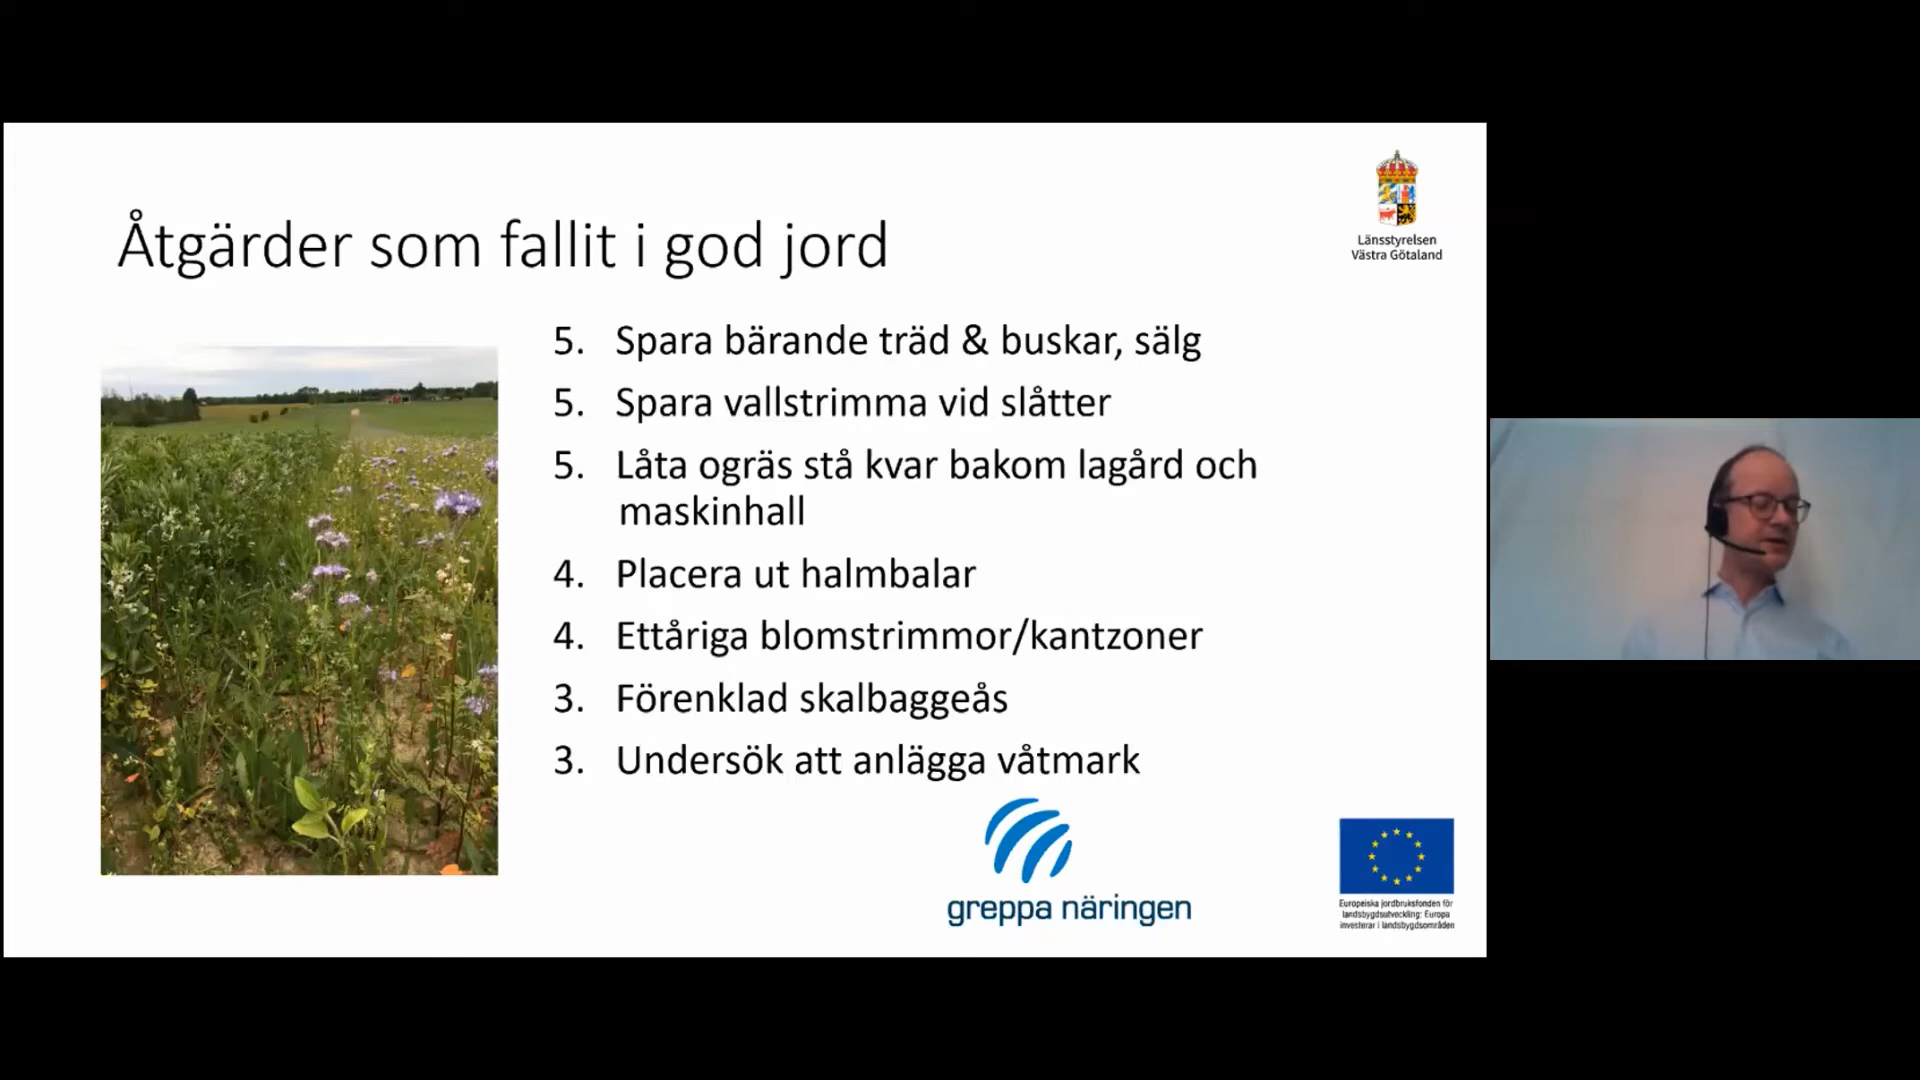 Åtgärder som fallit i god jord
Länsstyrelsen
Västra Götaland
5. Spara bärande träd & buskar, sälg
5. Spara vallstrimma vid slåtter
5. Låta ogräs stå kvar bakom lagård och
maskinhall
4. Placera ut halmbalar
4. Ettåriga blomstrimmor/kantzoner
3. Förenklad skalbaggeås
3. Undersök att anlägga våtmark
greppa näringen
Europeiska jordbruksfonden för
landsbygdsutveckling: Europa
investerar i landsbygdsområden